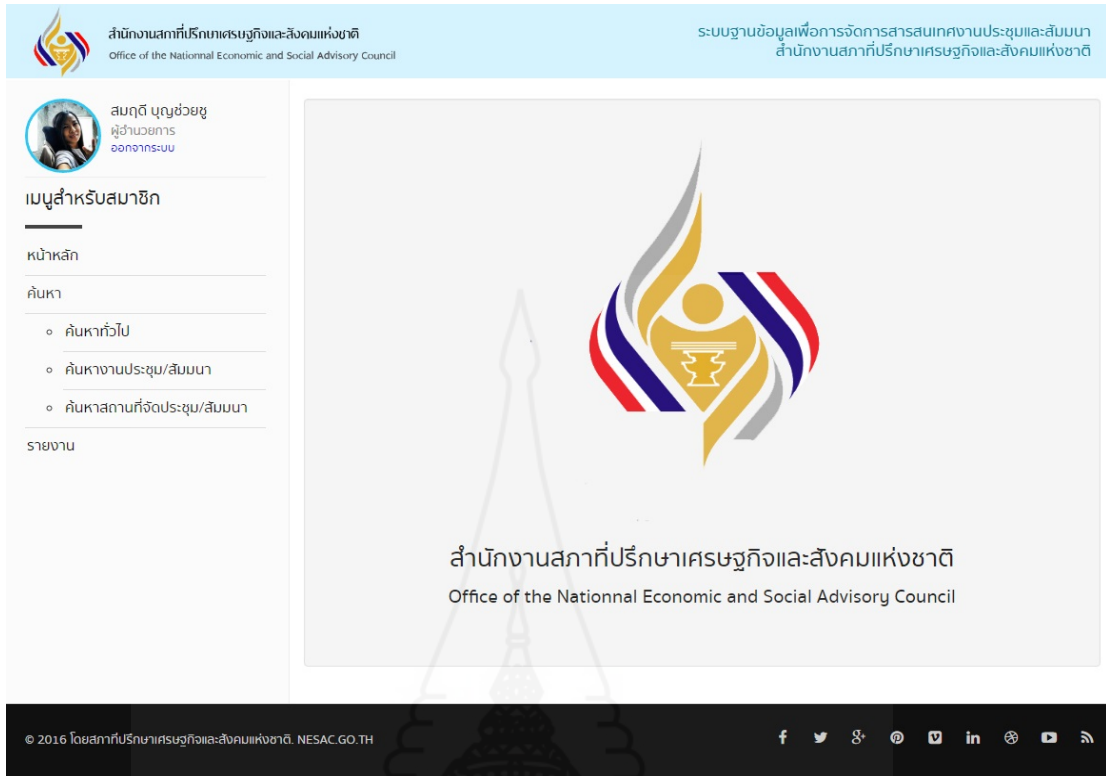 สำนักงานสภาที่ปรึกษาเศรษฐกิจและสังคมแห่งชาติ
Office of the Nationnal Economic and Social Advisory Council
ระบบฐานข้อมูลเพื่อการจัดการสารสนเทศงานประชุมและสัมมนา
สำนักงานสภาที่ปรึกษาเศรษฐกิจและสังคมแห่งชาติ
สมฤดี บุญช่วยชู
ผู้อำนวยการ
ออกจากระบบ
เมนูสำหรับสมาชิก
หน้าหลัก
ค้นหา
ค้นหาทั่วไป
ค้นหางานประชุม/สัมมนา
ค้นหาสถานที่จัดประชุม/สัมมนา
รายงาน
สำนักงานสภาที่ปรึกษาเศรษฐกิจและสังคมแห่งชาติ
Office of the Nationnal Economic and Social Advisory Council
© 2016 โดยสภาที่ปรึกษาเศรษฐกิจและสังคมแห่งชาติ. NESAC.GO.TH